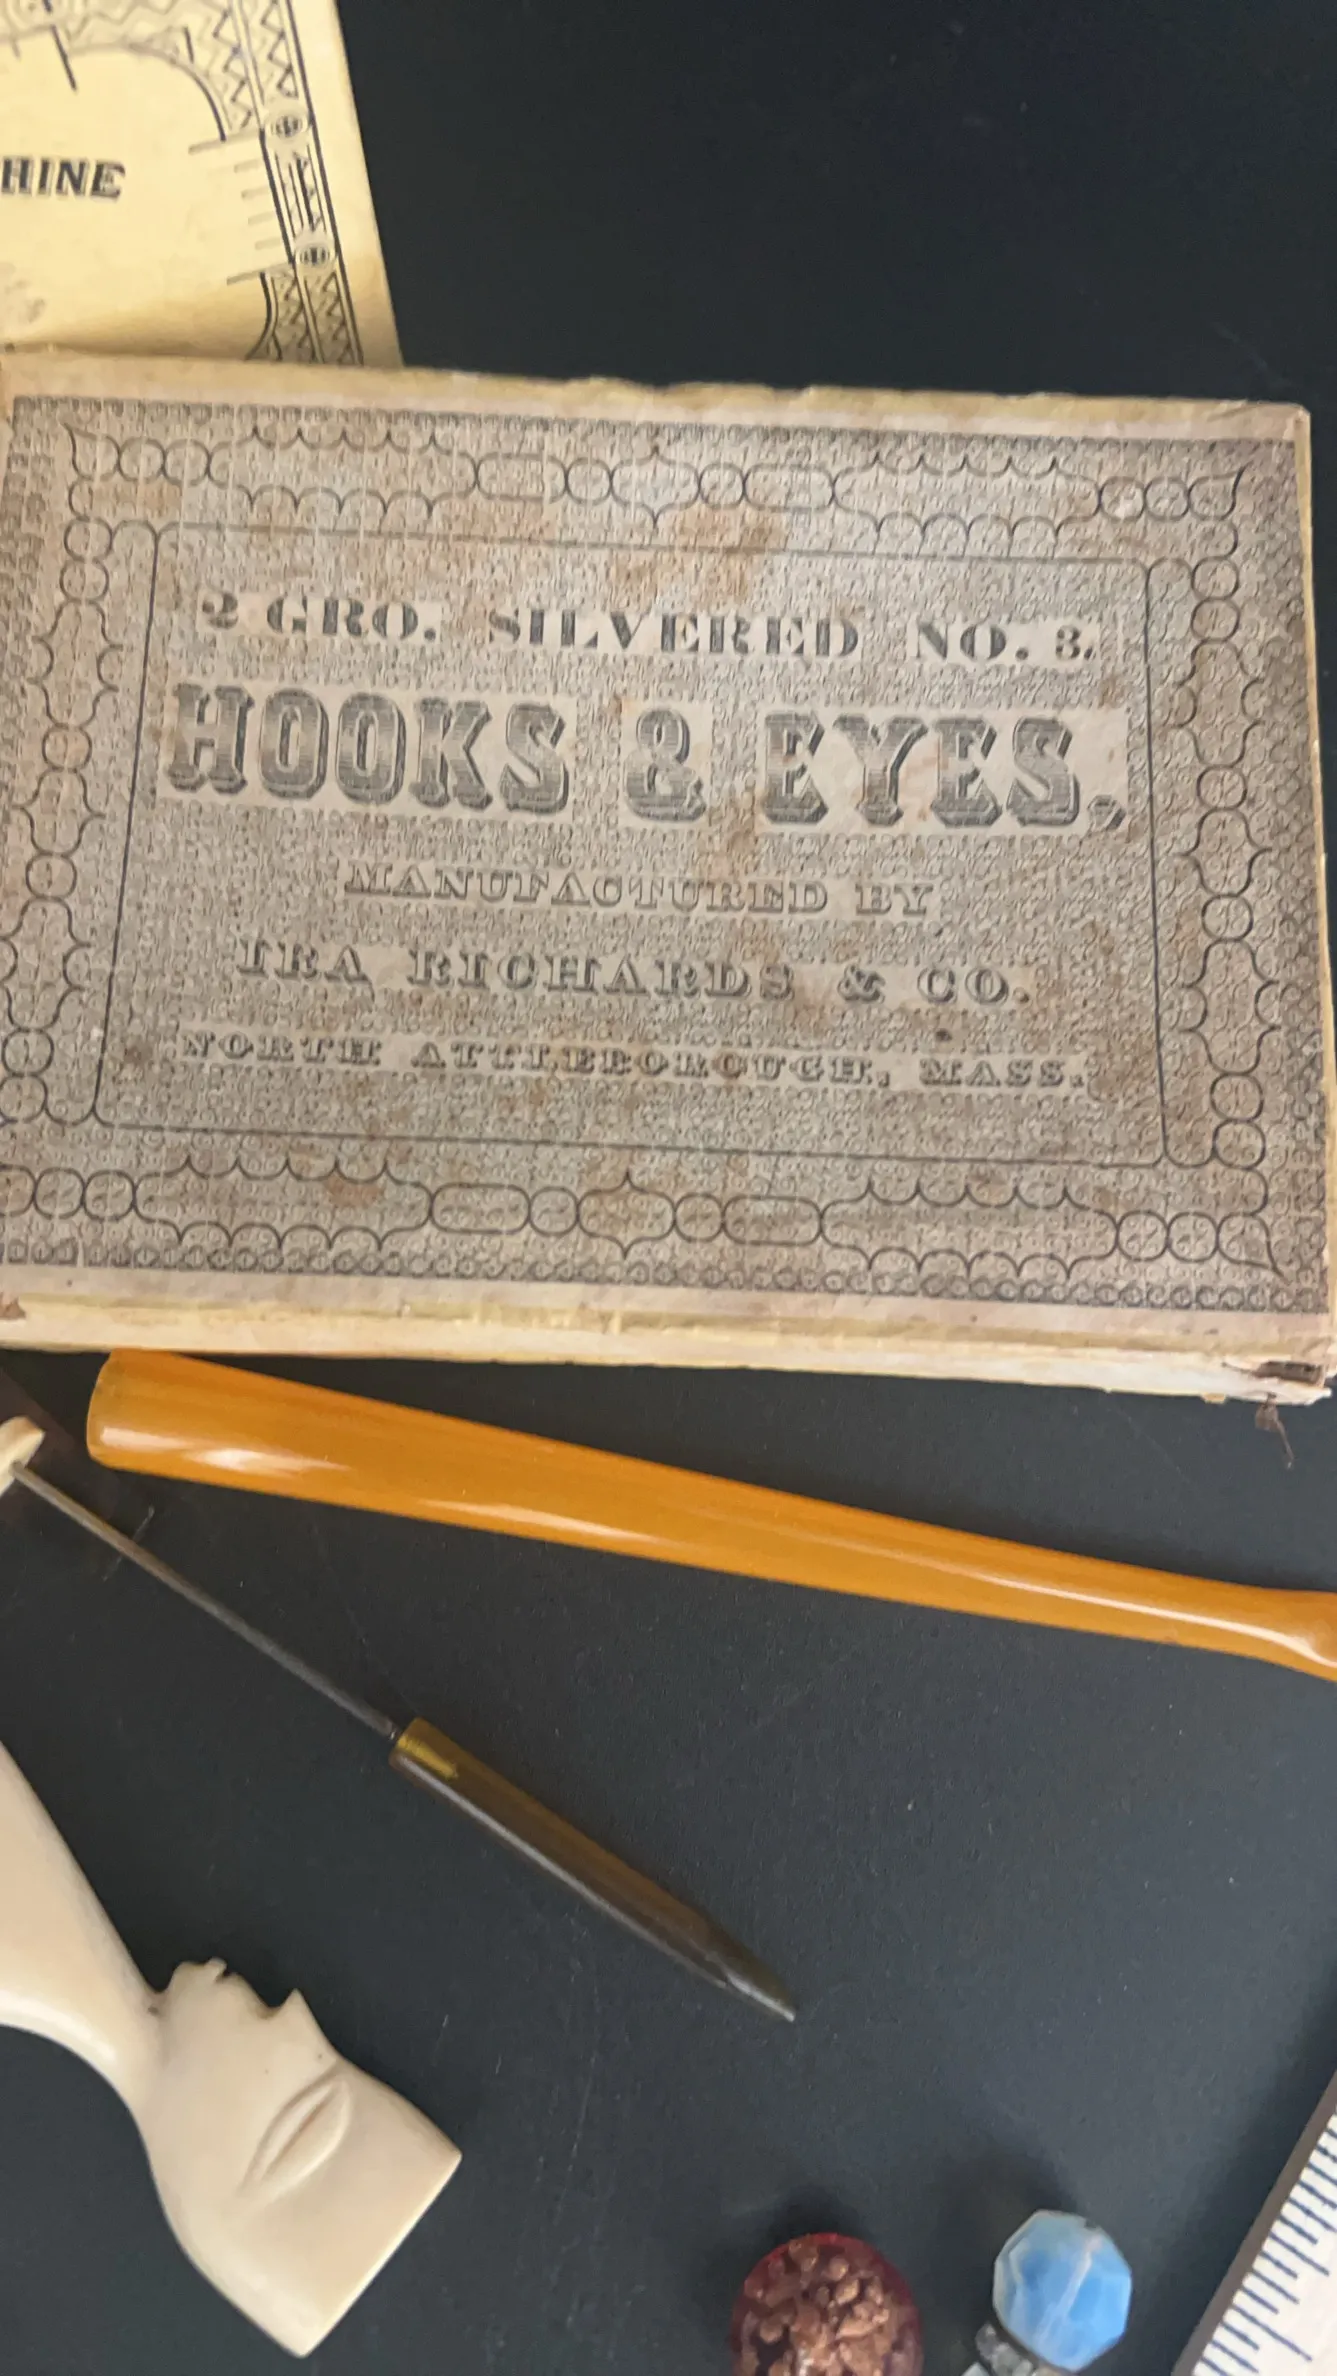 HINE
2 GRO. SILVERED NO. 3.
HOOKS & EYES,
MANUFACTURED BY
IRA RICHARDS & CO.
NORTH ATTLEBOROUGH, MASS.